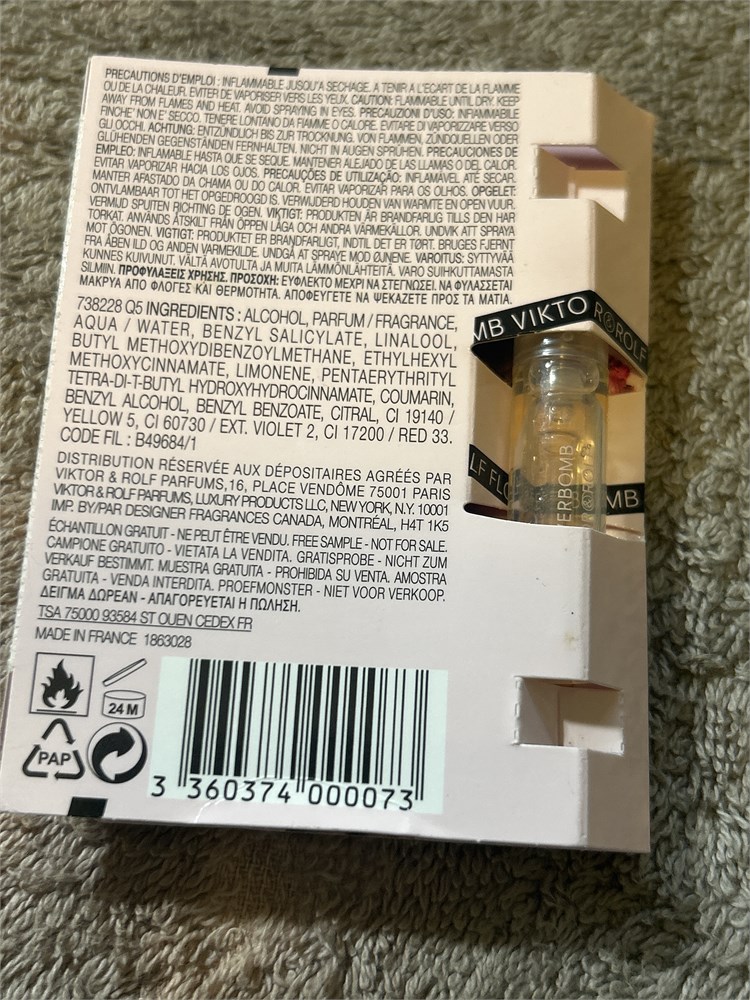 PRECAUTIONS D'EMPLOI : INFLAMMABLE JUSQU'A SECHAGE. A TENIR A L'ECART DE LA FLAMME
OU DE LA CHALEUR. EVITER DE VAPORISER VERS LES YEUX. CAUTION: FLAMMABLE UNTIL DRY. KEEP
AWAY FROM FLAMES AND HEAT. AVOID SPRAYING IN EYES. PRECAUZIONI D'USO: INFIAMMABILE
FINCHE' NON E' SECCO. TENERE LONTANO DA FIAMME O CALORE. EVITARE DI VAPORIZZARE VERSO
GLI OCCHI. ACHTUNG: ENTZÜNDLICH BIS ZUR TROCKNUNG. VON FLAMMEN, ZÜNDQUELLEN ODER
GLÜHENDEN GEGENSTÄNDEN FERNHALTEN. NICHT IN AUGEN SPRÜHEN. PRECAUCIONES DE
EMPLEO: INFLAMABLE HASTA QUE SE SEQUE. MANTENER ALEJADO DE LAS LLAMAS O DEL CALOR.
EVITAR VAPORIZAR HACIA LOS OJOS. PRECAUÇÕES DE UTILIZAÇÃO: INFLAMÁVEL ATÉ SECAR.
MANTER AFASTADO DA CHAMA OU DO CALOR. EVITAR VAPORIZAR PARA OS OLHOS. OPGELET:
ONTVLAMBAAR TOT HET OPGEDROOGD IS. VERWIJDERD HOUDEN VAN WARMTE EN OPEN VUUR.
VERMIJD SPUITEN RICHTING DE OGEN. VIKTIGT: PRODUKTEN ÄR BRANDFARLIG TILLS DEN HAR
TORKAT. ANVÄNDS ÅTSKILT FRÅN ÖPPEN LÅGA OCH ANDRA VÄRMEKÄLLOR. UNDVIK ATT SPRAYA
MOT ÖGONEN. VIGTIGT: PRODUKTET ER BRANDFARLIGT, INDTIL DET ER TØRT. BRUGES FJERNT
FRA ÅBEN ILD OG ANDEN VARMEKILDE. UNDGÅ AT SPRAYE MOD ØJNENE. VAROITUS: SYTTYVÄÄ
KUNNES KUIVUNUT. VÄLTÄ AVOTULTA JA MUITA LÄMMÖNLÄHTEITÄ. VARO SUIHKUTTAMASTA
SILMIIN. ΠΡΟΦΥΛΑΞΕΙΣ ΧΡΗΣΗΣ. ΠΡΟΣΟΧΗ: ΕΥΦΛΕΚΤΟ ΜΕΧΡΙ ΝΑ ΣΤΕΓΝΩΣΕΙ. ΝΑ ΦΥΛΑΣΣΕΤΑΙ
ΜΑΚΡΥΑ ΑΠΟ ΦΛΟΓΕΣ ΚΑΙ ΘΕΡΜΟΤΗΤΑ. ΑΠΟΦΕΥΓΕΤΕ ΝΑ ΨΕΚΑΖΕΤΕ ΠΡΟΣ ΤΑ ΜΑΤΙΑ.
738228 Q5 INGREDIENTS : ALCOHOL, PARFUM / FRAGRANCE,
AQUA / WATER, BENZYL SALICYLATE, LINALOOL,
BUTYL METHOXYDIBENZOYLMETHANE, ETHYLHEXYL
METHOXYCINNAMATE, LIMONENE, PENTAERYTHRITYL
TETRA-DI-T-BUTYL HYDROXYHYDROCINNAMATE, COUMARIN,
BENZYL ALCOHOL, BENZYL BENZOATE, CITRAL, CI 19140 /
YELLOW 5, CI 60730 / EXT. VIOLET 2, CI 17200 / RED 33.
CODE FIL : B49684/1
DISTRIBUTION RÉSERVÉE AUX DÉPOSITAIRES AGRÉÉS PAR
VIKTOR & ROLF PARFUMS, 16, PLACE VENDÔME 75001 PARIS
VIKTOR & ROLF PARFUMS, LUXURY PRODUCTS LLC, NEW YORK, N.Y. 10001
IMP. BY/PAR DESIGNER FRAGRANCES CANADA, MONTRÉAL, H4T 1K5
ÉCHANTILLON GRATUIT - NE PEUT ÊTRE VENDU. FREE SAMPLE - NOT FOR SALE.
CAMPIONE GRATUITO - VIETATA LA VENDITA. GRATISPROBE - NICHT ZUM
VERKAUF BESTIMMT. MUESTRA GRATUITA - PROHIBIDA SU VENTA. AMOSTRA
GRATUITA - VENDA INTERDITA. PROEFMONSTER - NIET VOOR VERKOOP.
ΔΕΙΓΜΑ ΔΩΡΕΑΝ - ΑΠΑΓΟΡΕΥΕΤΑΙ Η ΠΩΛΗΣΗ.
TSA 75000 93584 ST OUEN CEDEX FR
MADE IN FRANCE 1863028
24 M
PAP
3 360374 000073
MB VIKTO R&ROLF
LF FLO
ERBOMB
MB